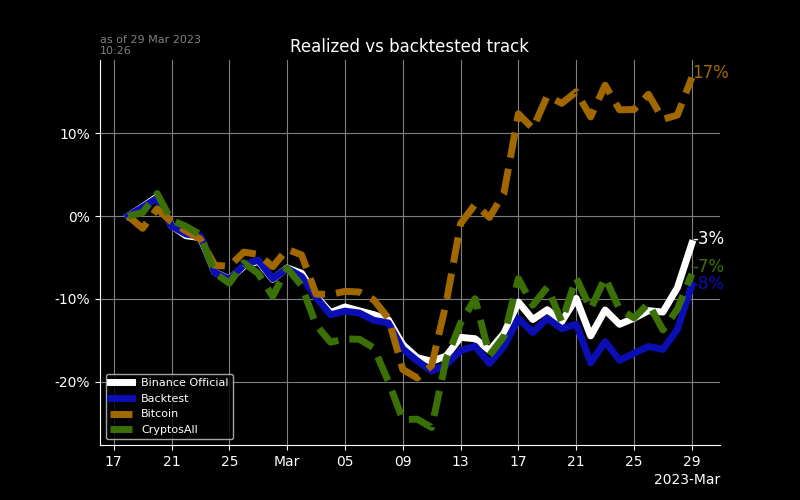 as of 29 Mar 2023
10:26
Realized vs backtested track
17%
10%
0%
-3%
-7%
-8%
-10%
-20%
Binance Official
Backtest
Bitcoin
CryptosAll
17 21 25 Mar 05 09 13 17 21 25 29
2023-Mar